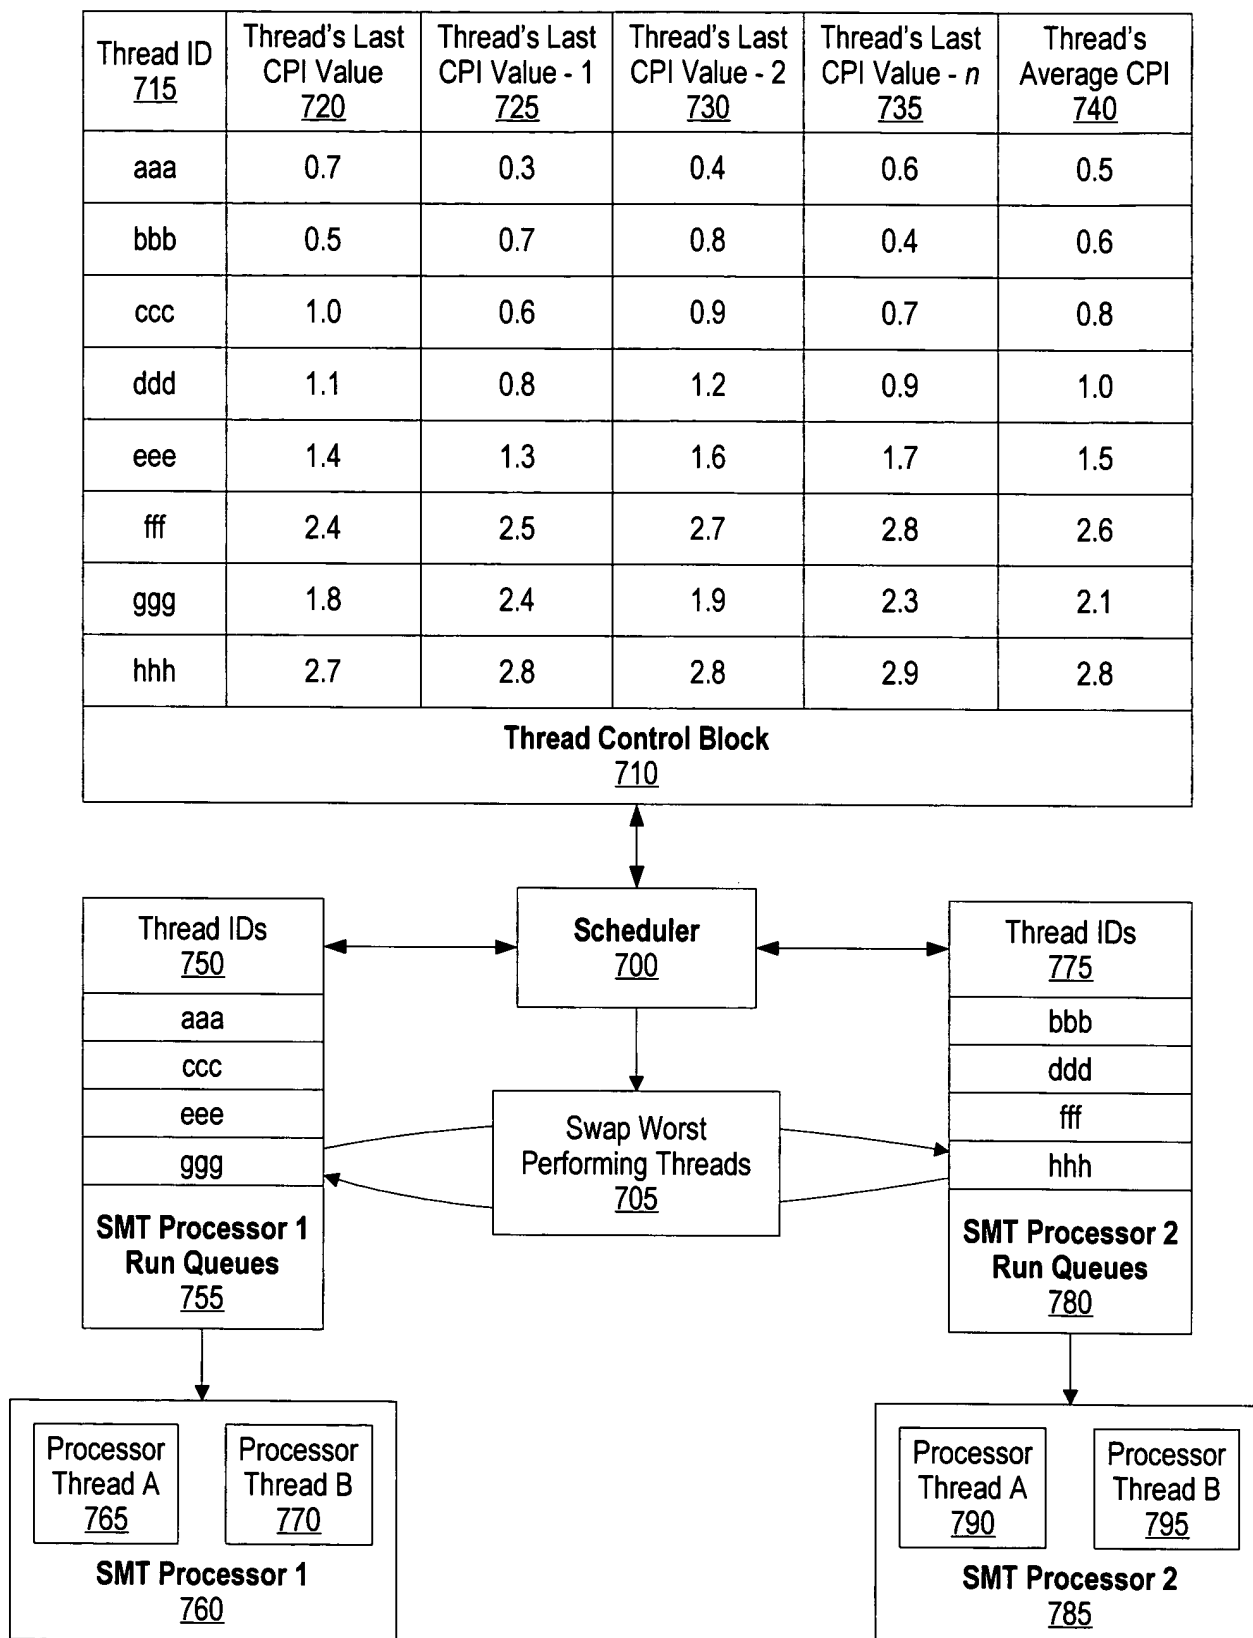 Thread ID
715
Thread's Last
CPI Value
720
Thread's Last
CPI Value - 1
725
Thread's Last
CPI Value - 2
730
Thread's Last
CPI Value - n
735
Thread's
Average CPI
740
aaa 0.7 0.3 0.4 0.6 0.5
bbb 0.5 0.7 0.8 0.4 0.6
ccc 1.0 0.6 0.9 0.7 0.8
ddd 1.1 0.8 1.2 0.9 1.0
eee 1.4 1.3 1.6 1.7 1.5
fff 2.4 2.5 2.7 2.8 2.6
ggg 1.8 2.4 1.9 2.3 2.1
hhh 2.7 2.8 2.8 2.9 2.8
Thread Control Block
710
Scheduler
700
Thread IDs
750
aaa
ccc
eee
ggg
SMT Processor 1
Run Queues
755
Swap Worst
Performing Threads
705
Thread IDs
775
bbb
ddd
fff
hhh
SMT Processor 2
Run Queues
780
Processor
Thread A
765
Processor
Thread B
770
SMT Processor 1
760
Processor
Thread A
790
Processor
Thread B
795
SMT Processor 2
785